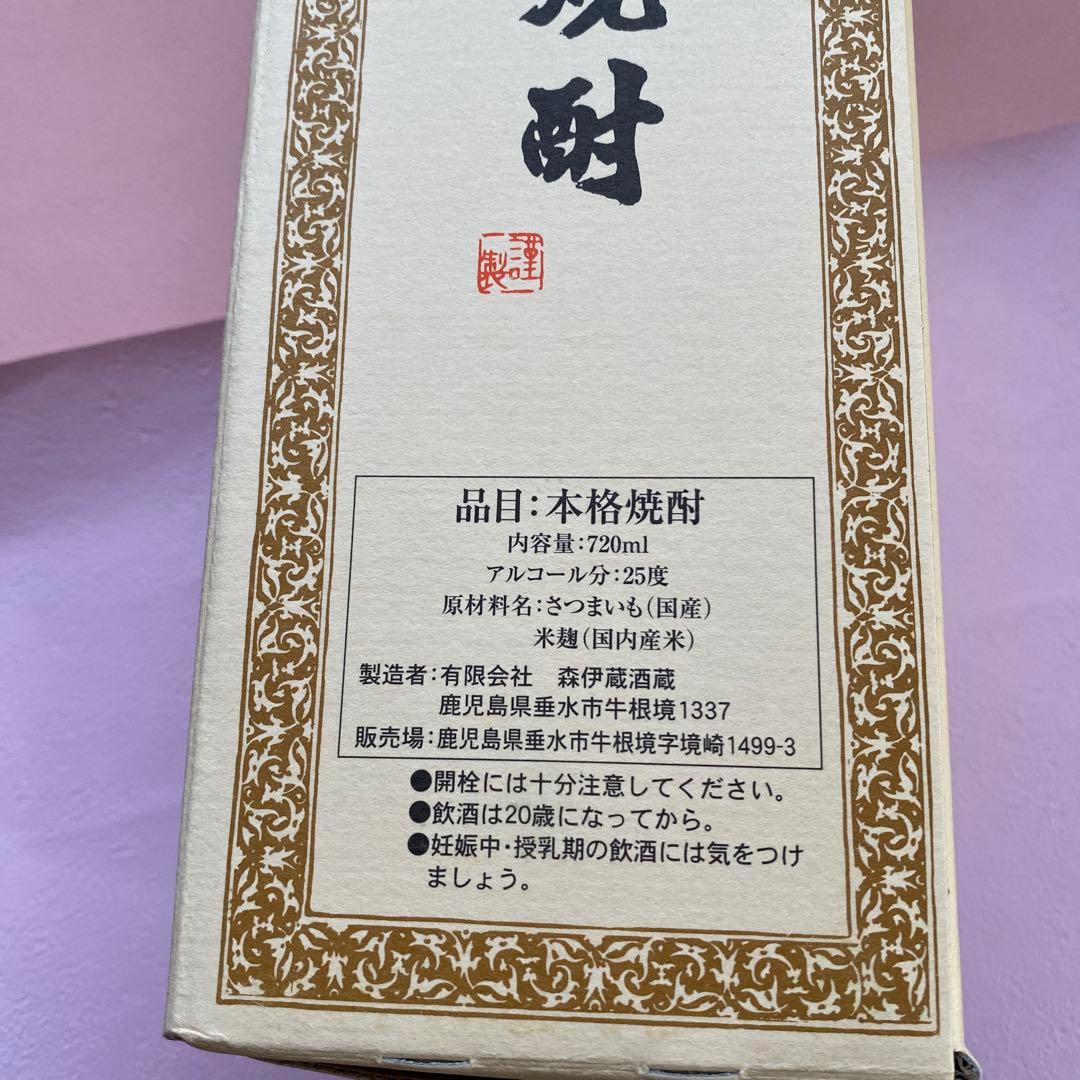 焼
酎
謹
製
品目：本格焼酎
内容量：720ml
アルコール分：25度
原材料名：さつまいも（国産）
米麹（国内産米）
製造者：有限会社　森伊蔵酒蔵
鹿児島県垂水市牛根境1337
販売場：鹿児島県垂水市牛根境字境崎1499-3
●開栓には十分注意してください。
●飲酒は20歳になってから。
●妊娠中・授乳期の飲酒には気をつけ
ましょう。